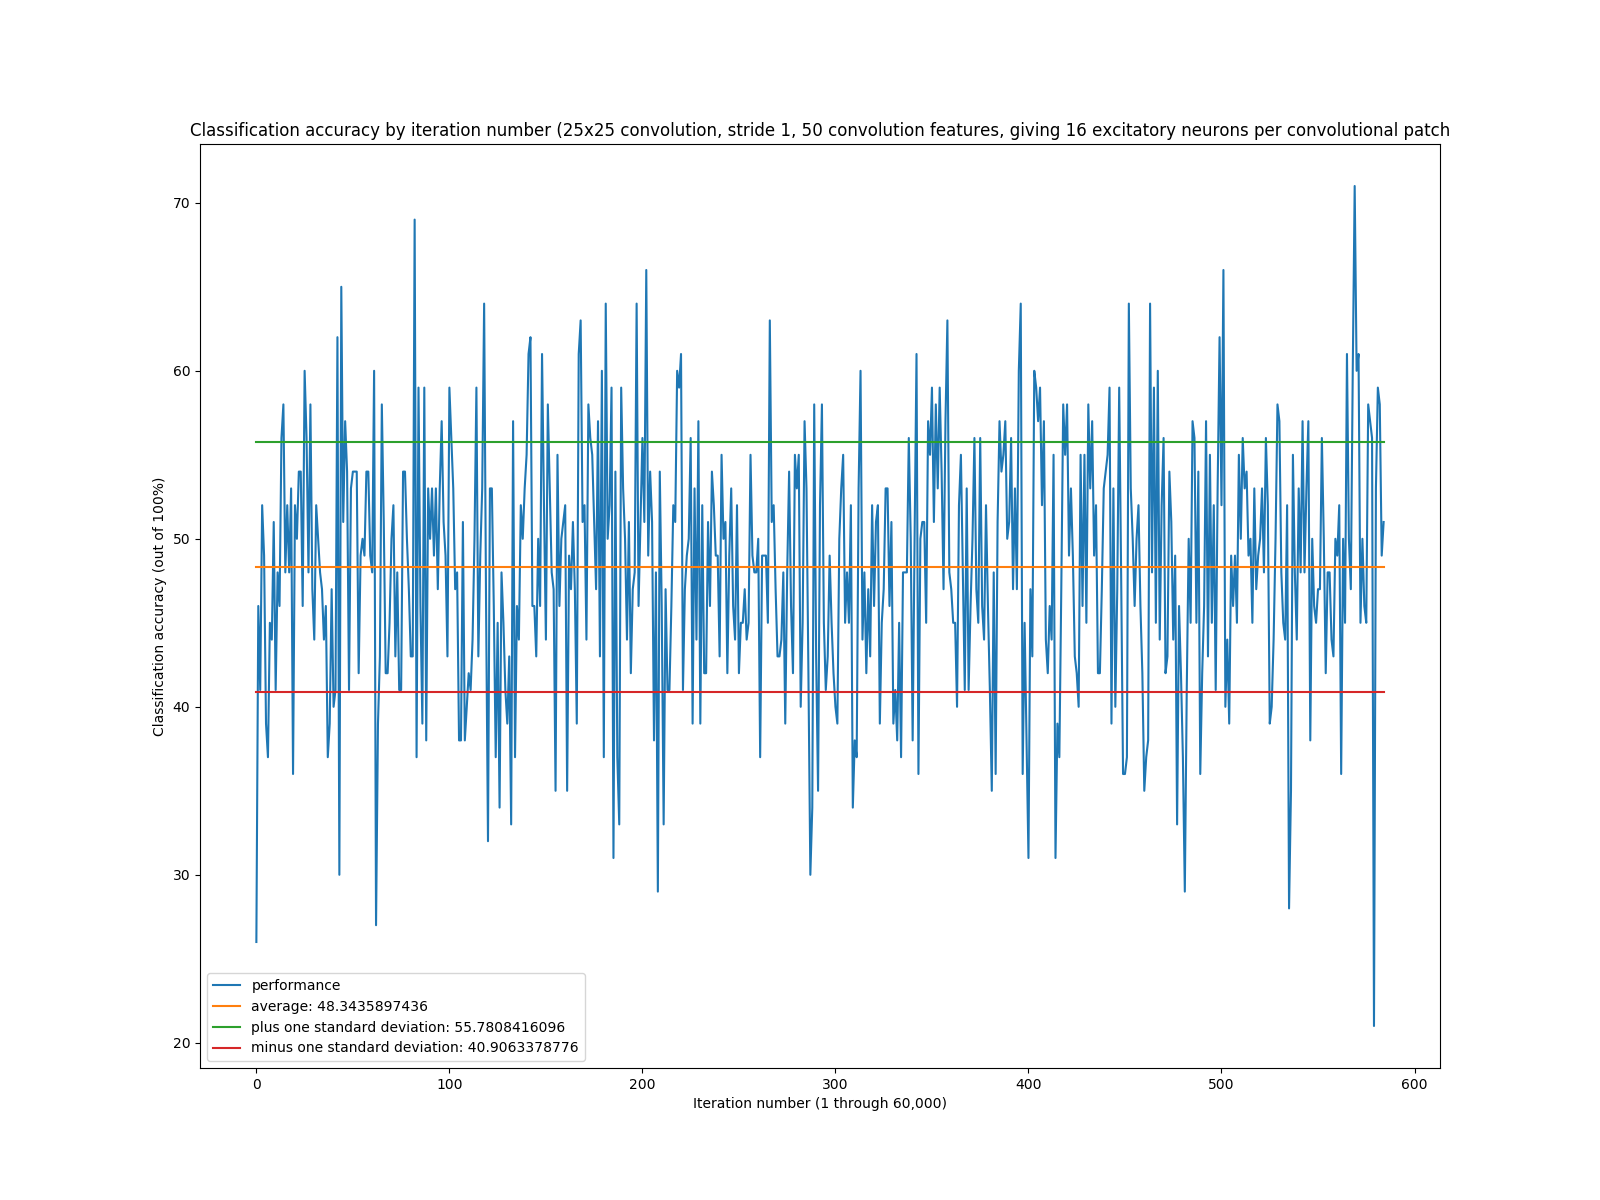 Classification accuracy by iteration number (25x25 convolution, stride 1, 50 convolution features, giving 16 excitatory neurons per convolutional patch
Classification accuracy (out of 100%)
70
60
50
40
30
20
performance
average: 48.3435897436
plus one standard deviation: 55.7808416096
minus one standard deviation: 40.9063378776
0 100 200 300 400 500 600
Iteration number (1 through 60,000)